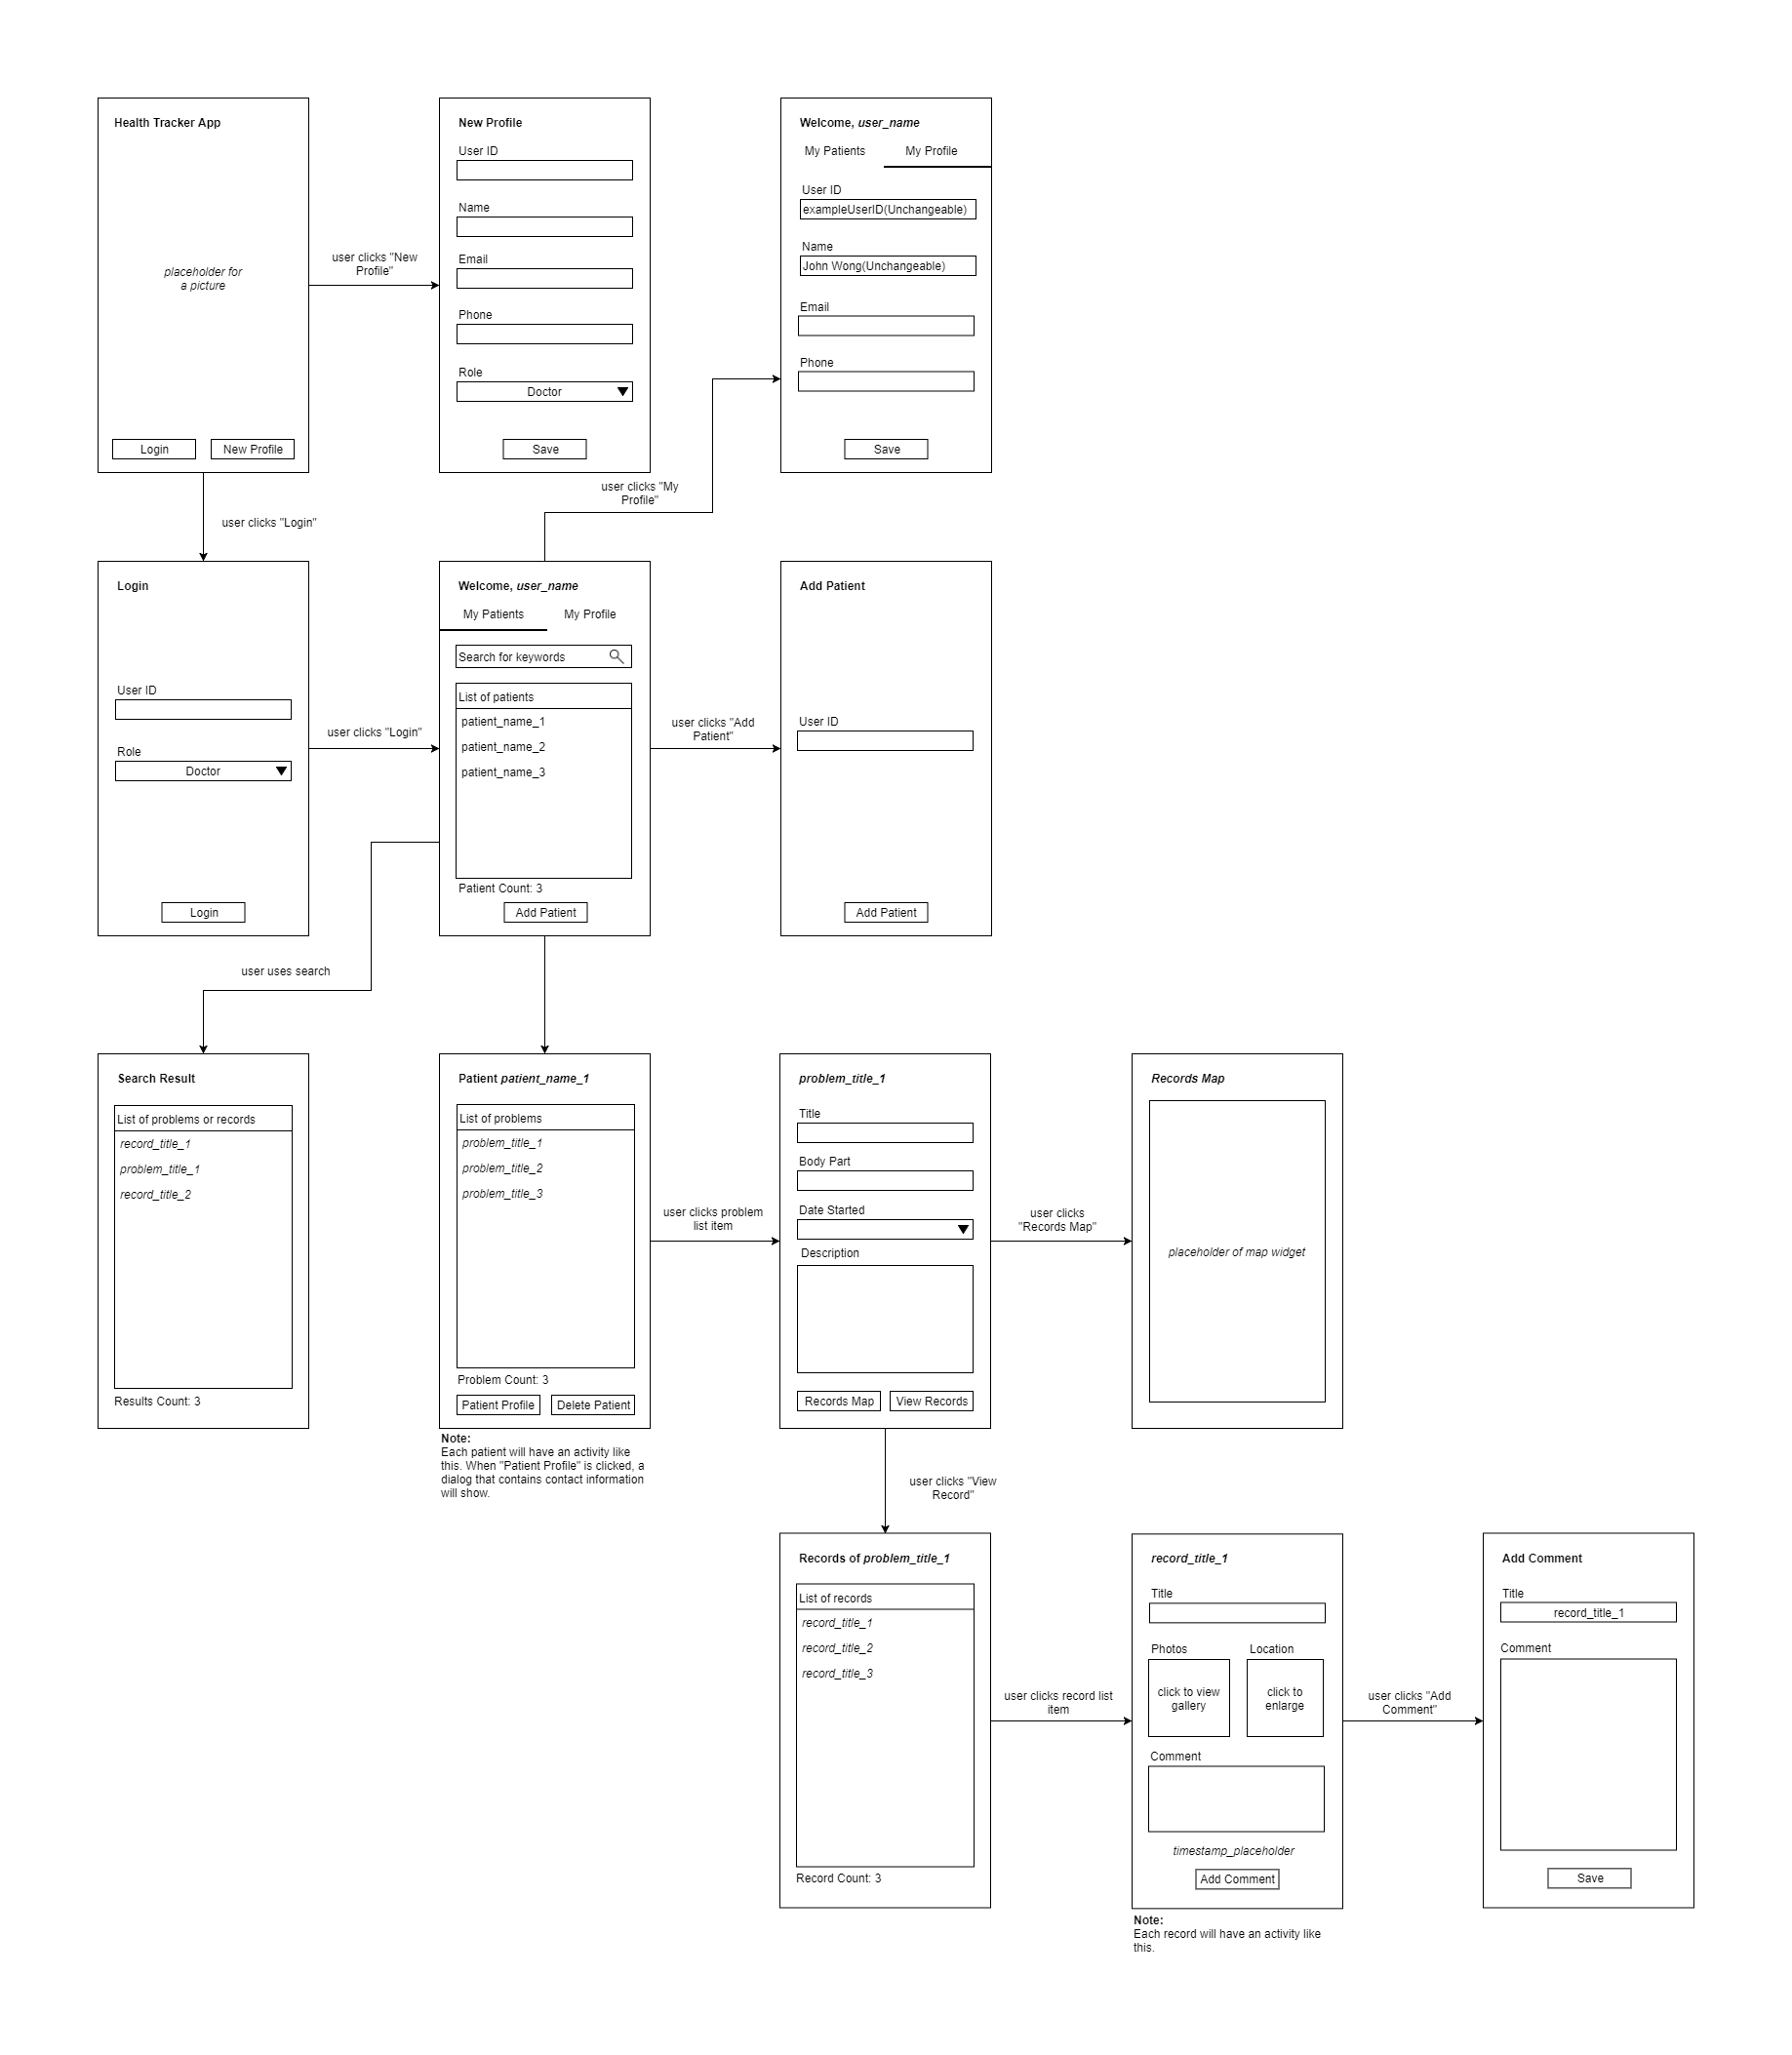 Health Tracker App
placeholder for
a picture
Login
New Profile
user clicks "New
Profile"
New Profile
User ID
Name
Email
Phone
Role
Doctor
Save
Welcome, user_name
My Patients
My Profile
User ID
exampleUserID(Unchangeable)
Name
John Wong(Unchangeable)
Email
Phone
Save
user clicks "Login"
user clicks "My
Profile"
Login
User ID
Role
Doctor
Login
user clicks "Login"
Welcome, user_name
My Patients
My Profile
Search for keywords
List of patients
patient_name_1
patient_name_2
patient_name_3
Patient Count: 3
Add Patient
user clicks "Add
Patient"
Add Patient
User ID
Add Patient
user uses search
Search Result
List of problems or records
record_title_1
problem_title_1
record_title_2
Results Count: 3
Patient patient_name_1
List of problems
problem_title_1
problem_title_2
problem_title_3
Problem Count: 3
Patient Profile
Delete Patient
Note:
Each patient will have an activity like
this. When "Patient Profile" is clicked, a
dialog that contains contact information
will show.
user clicks problem
list item
problem_title_1
Title
Body Part
Date Started
Description
Records Map
View Records
user clicks
"Records Map"
Records Map
placeholder of map widget
user clicks "View
Record"
Records of problem_title_1
List of records
record_title_1
record_title_2
record_title_3
Record Count: 3
user clicks record list
item
record_title_1
Title
Photos
Location
click to view
gallery
click to
enlarge
Comment
timestamp_placeholder
Add Comment
Note:
Each record will have an activity like
this.
user clicks "Add
Comment"
Add Comment
Title
record_title_1
Comment
Save